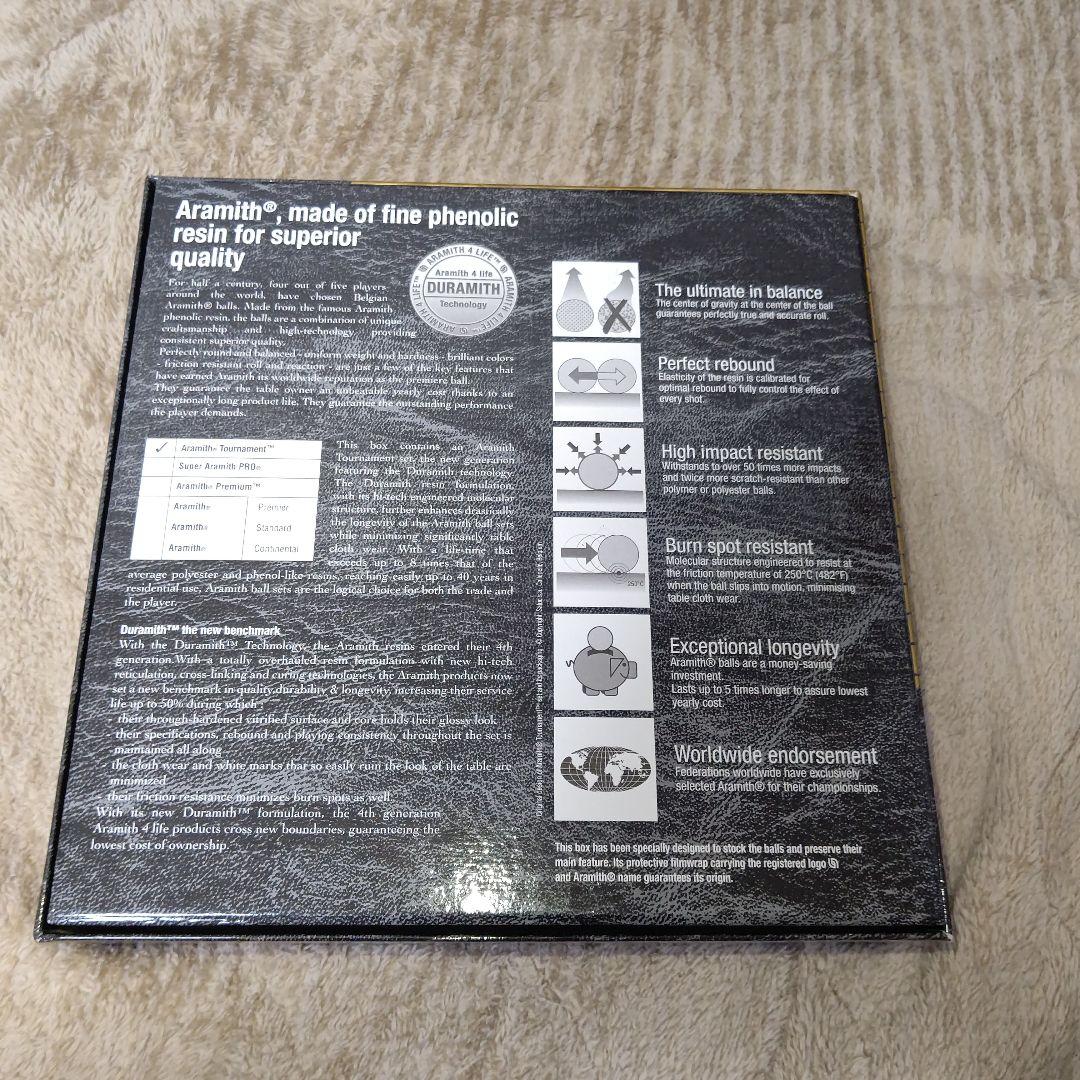 Aramith®, made of fine phenolic
resin for superior
quality
For half a century, four out of five players
around the world, have chosen Belgian
Aramith® balls. Made from the famous Aramith
phenolic resin, the balls are a combination of unique
craftsmanship and high-technology providing
consistent superior quality.
Perfectly round and balanced - uniform weight and hardness - brilliant colors
- friction resistant roll and reaction - are just a few of the key features that
have earned Aramith its worldwide reputation as the premiere ball.
They guarantee the table owner an unbeatable yearly cost thanks to an
exceptionally long product life. They guarantee the outstanding performance
the player demands.
ARAMITH 4 LIFE™
ARAMITH 4 LIFE™
ARAMITH 4 LIFE™
Aramith 4 life
DURAMITH
Technology
✓ Aramith® Tournament™
Super Aramith PRO®
Aramith® Premium™
Aramith® Premier
Aramith® Standard
Aramith® Continental
This box contains an Aramith
Tournament set, the new generation
featuring the Duramith technology.
The Duramith resin formulation,
with its hi-tech engineered molecular
structure, further enhances drastically
the longevity of the Aramith ball sets
while minimizing significantly table
cloth wear. With a life-time that
exceeds up to 8 times that of the
average polyester and phenol-like resins, reaching easily up to 40 years in
residential use, Aramith ball sets are the logical choice for both the trade and
the player.
Duramith™ the new benchmark
With the Duramith™ Technology, the Aramith resins entered their 4th
generation. With a totally overhauled resin formulation with new hi-tech
reticulation, cross-linking and curing technologies, the Aramith products now
set a new benchmark in quality, durability & longevity, increasing their service
life up to 50% during which :
- their through-hardened vitrified surface and core holds their glossy look
- their specifications, rebound and playing consistency throughout the set is
maintained all along
- the cloth wear and white marks that so easily ruin the look of the table are
minimized
- their friction resistance minimizes burn spots as well.
With its new Duramith™ formulation, the 4th generation
Aramith 4 life products cross new boundaries, guaranteeing the
lowest cost of ownership.
The ultimate in balance
The center of gravity at the center of the ball
guarantees perfectly true and accurate roll.
Perfect rebound
Elasticity of the resin is calibrated for
optimal rebound to fully control the effect of
every shot.
High impact resistant
Withstands to over 50 times more impacts
and twice more scratch-resistant than other
polymer or polyester balls.
250°C
Burn spot resistant
Molecular structure engineered to resist at
the friction temperature of 250°C (482°F)
when the ball slips into motion, minimising
table cloth wear.
Exceptional longevity
Aramith® balls are a money-saving
investment.
Lasts up to 5 times longer to assure lowest
yearly cost.
Worldwide endorsement
Federations worldwide have exclusively
selected Aramith® for their championships.
This box has been specially designed to stock the balls and preserve their
main feature. Its protective filmwrap carrying the registered logo Ⓢ
and Aramith® name guarantees its origin.